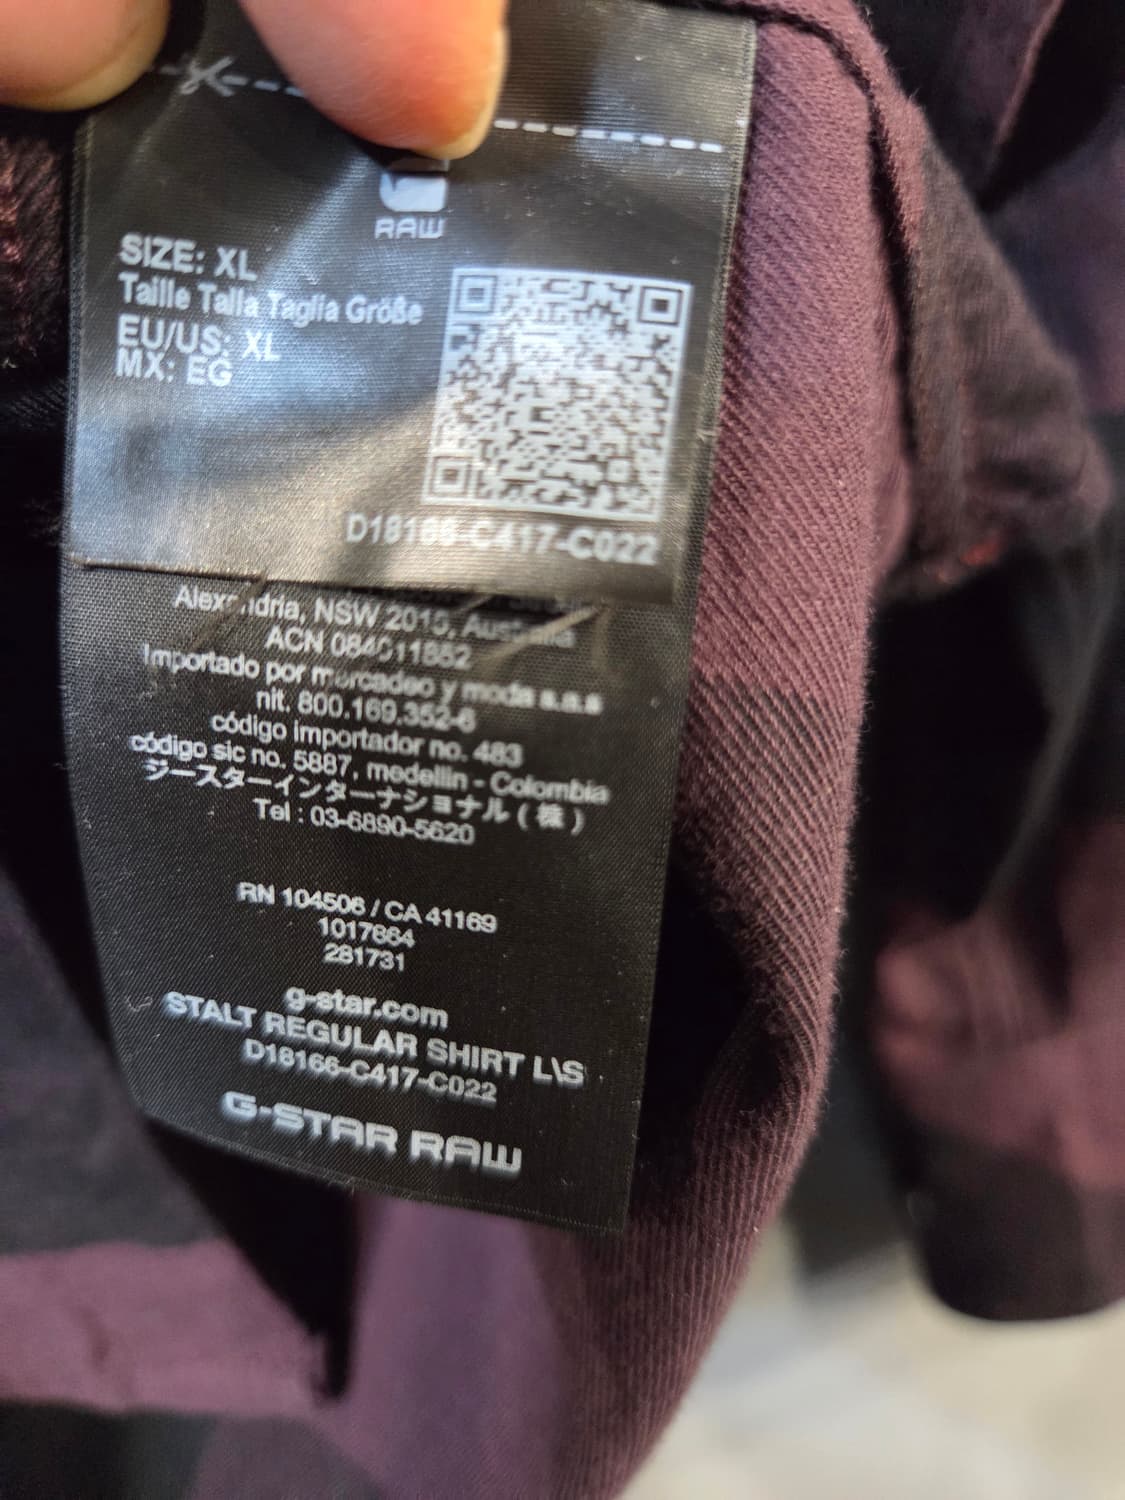 RAW
SIZE: XL
Taille Talla Taglia Größe
EU/US: XL
MX: EG
D18166-C417-C022
Alexandria, NSW 2015, Australia
ACN 084011852
Importado por mercadeo y moda s.a.s
nit. 800.169.352-6
código importador no. 483
código sic no. 5887, medellin - Colombia
ジースターインターナショナル ( 株 )
Tel : 03-6890-5620
RN 104506 / CA 41169
1017884
281731
g-star.com
STALT REGULAR SHIRT L\S
D18166-C417-C022
G-STAR RAW